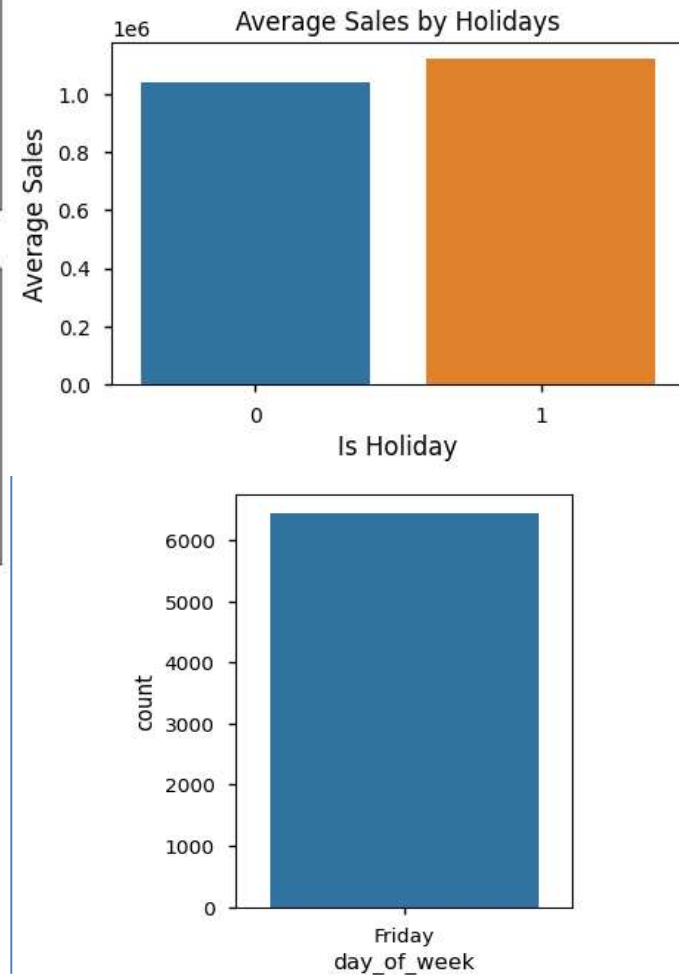 Average Sales by Holidays
1e6
Average Sales
1.0
0.8
0.6
0.4
0.2
0.0
0 1
Is Holiday
count
6000
5000
4000
3000
2000
1000
0
Friday
day_of_week